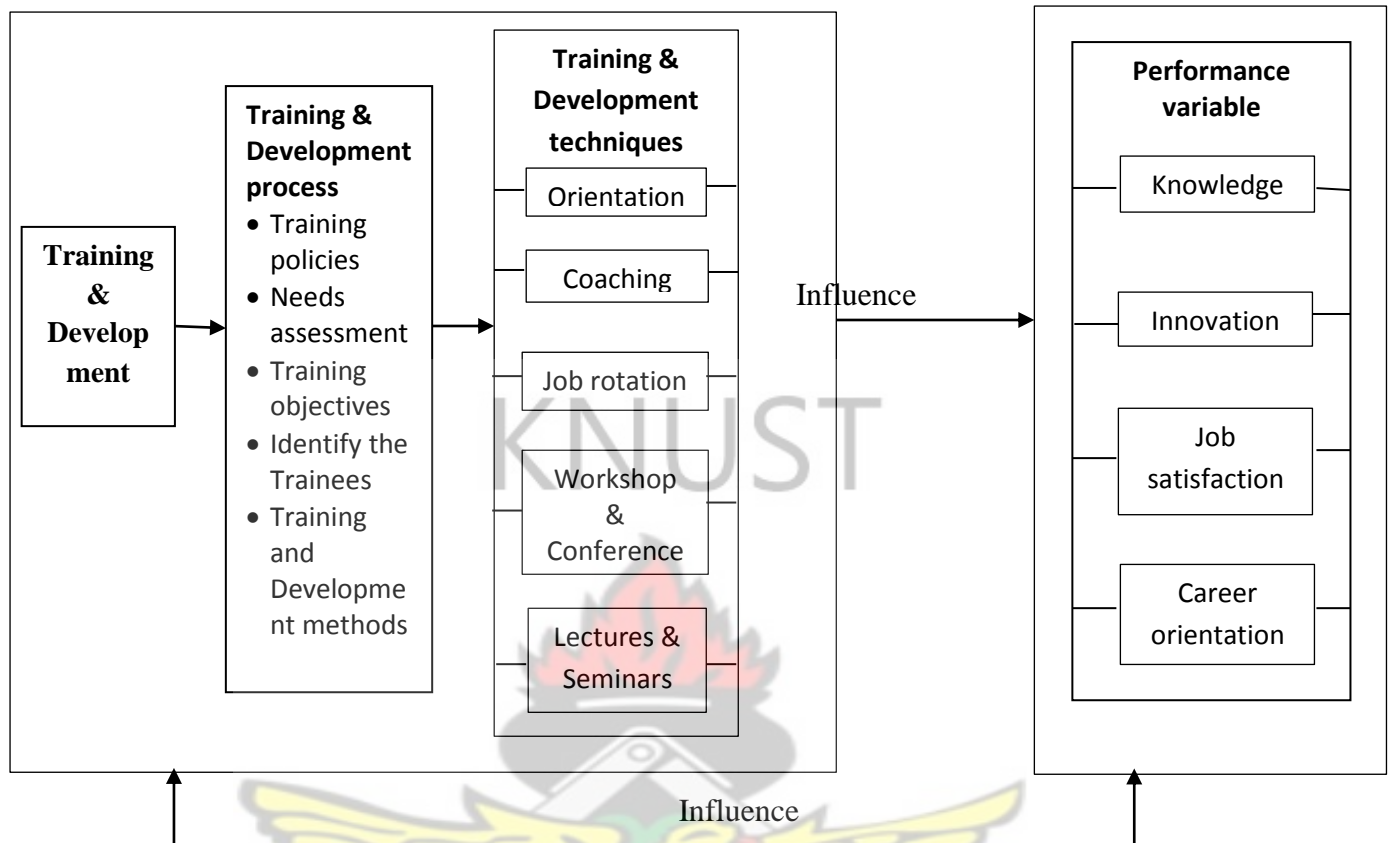 Training
&
Develop
ment
Training &
Development
process
• Training
policies
• Needs
assessment
• Training
objectives
• Identify the
Trainees
• Training
and
Developme
nt methods
Training &
Development
techniques
Orientation
Coaching
Job rotation
Workshop
&
Conference
Lectures &
Seminars
Influence
Performance
variable
Knowledge
Innovation
Job
satisfaction
Career
orientation
KNUST
Influence